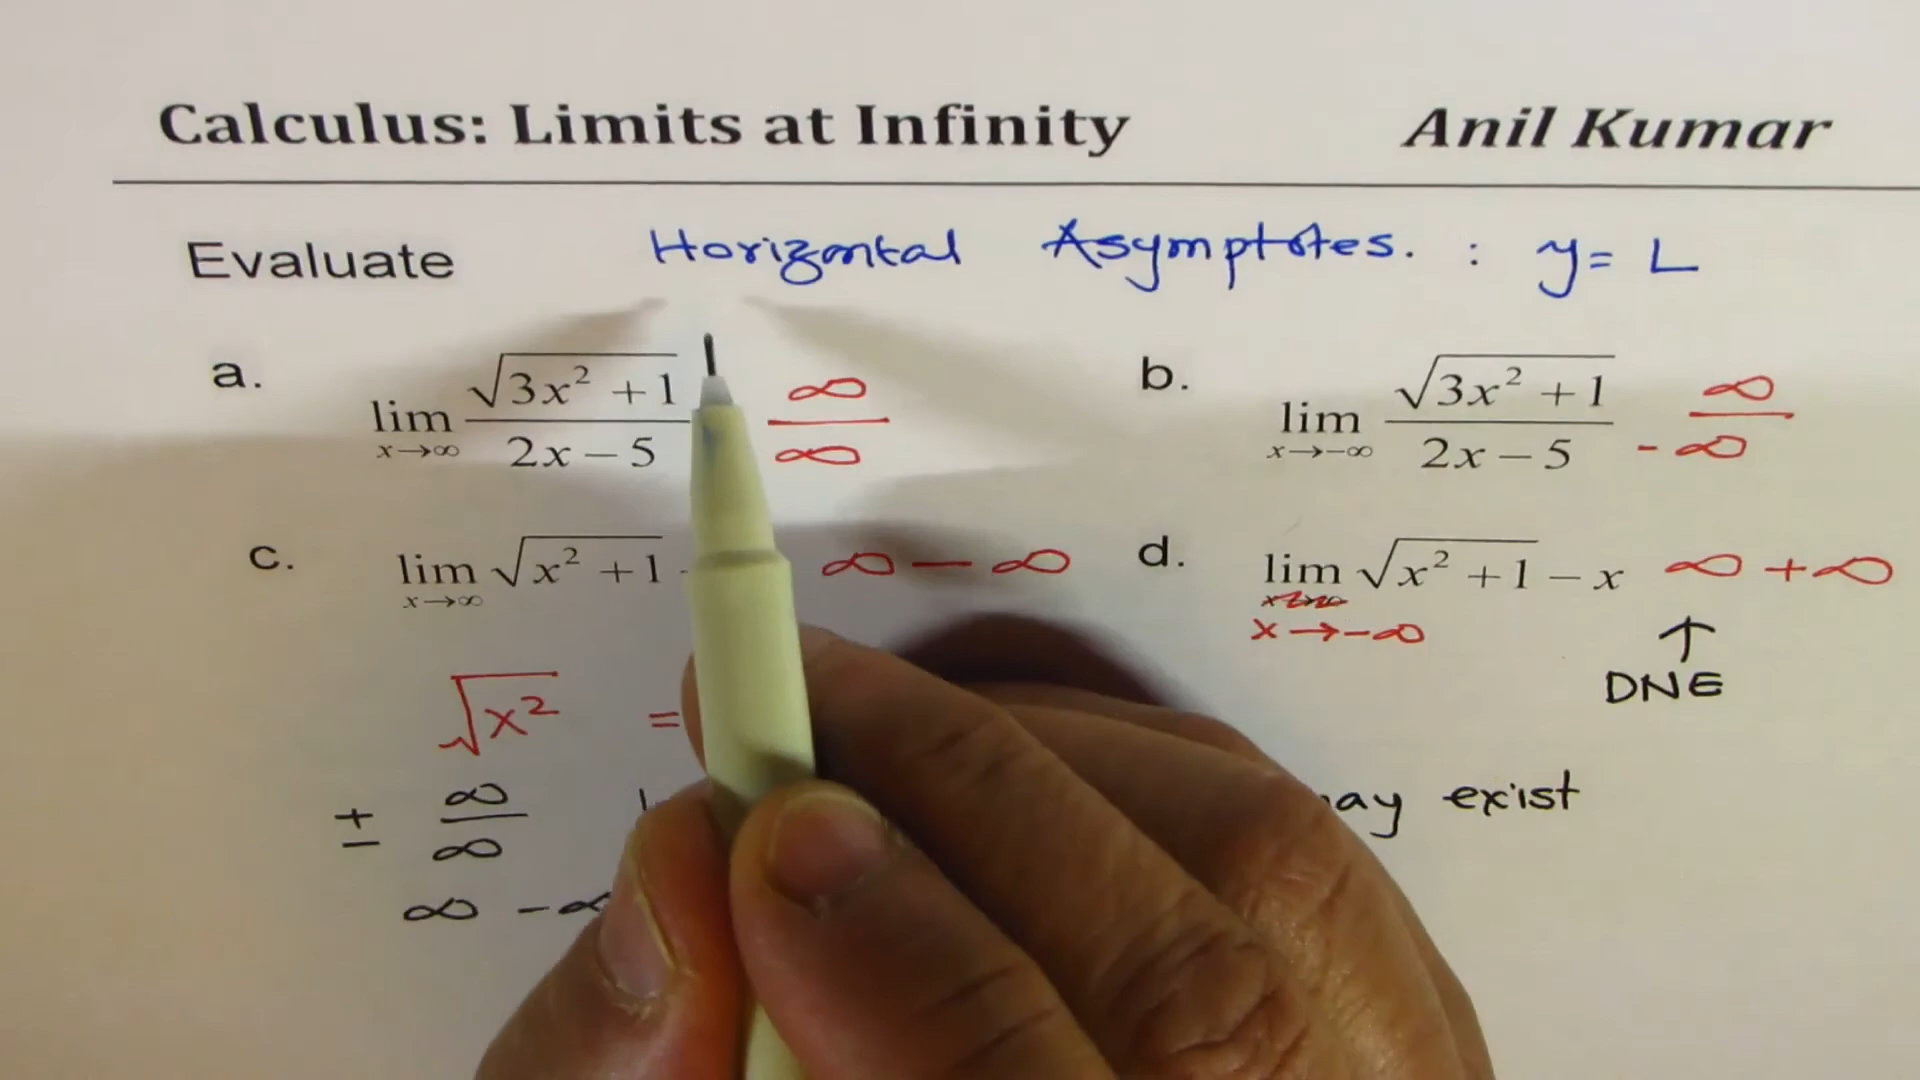 Calculus: Limits at Infinity Anil Kumar
Evaluate Horizontal Asymptotes. : y = L
a. lim x→∞ √(3x² + 1) / (2x − 5) ∞/∞
b. lim x→−∞ √(3x² + 1) / (2x − 5) ∞/−∞
c. lim x→∞ √(x² + 1) ∞ − ∞
d. lim x→−∞ √(x² + 1) − x ∞ + ∞
↑
DNE
√x² =
± ∞/∞ may exist
∞ −